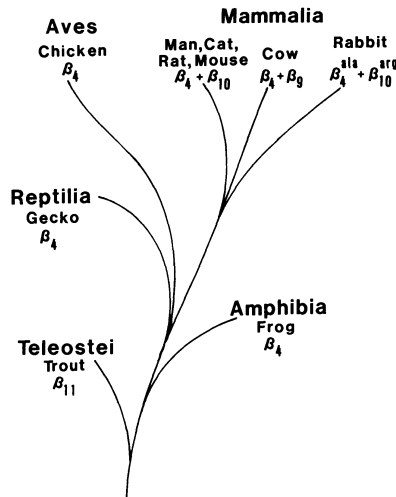 Mammalia
Aves
Chicken
β₄
Man, Cat,
Rat, Mouse
β₄ + β₁₀
Cow
β₄ + β₉
Rabbit
β₄ᵃˡᵃ + β₁₀ᵃʳᵍ
Reptilia
Gecko
β₄
Amphibia
Frog
β₄
Teleostei
Trout
β₁₁